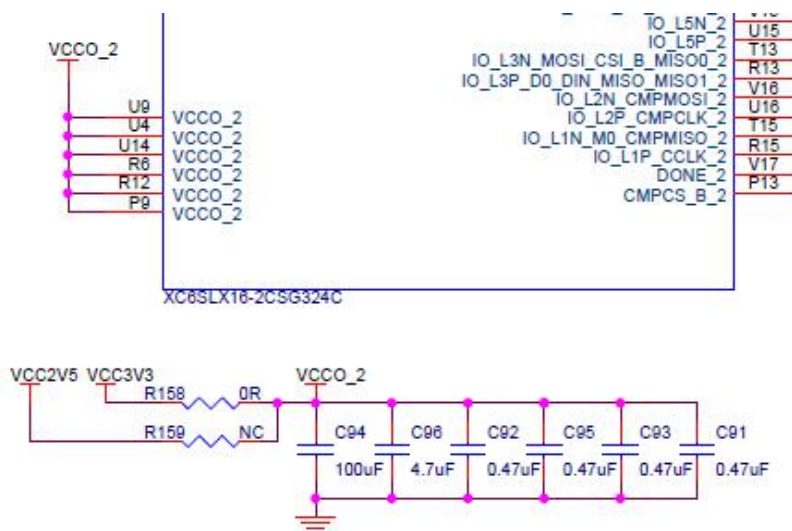 IO_L5N_2
U15
IO_L5P_2
T13
IO_L3N_MOSI_CSI_B_MISO0_2
R13
IO_L3P_D0_DIN_MISO_MISO1_2
V16
IO_L2N_CMPMOSI_2
U16
IO_L2P_CMPCLK_2
T15
IO_L1N_M0_CMPMISO_2
R15
IO_L1P_CCLK_2
V17
DONE_2
P13
CMPCS_B_2
VCCO_2
U9
VCCO_2
U4
VCCO_2
U14
VCCO_2
R6
VCCO_2
R12
VCCO_2
P9
VCCO_2
XC6SLX16-2CSG324C
VCC2V5 VCC3V3 VCCO_2
R158 0R
R159 NC
C94 C96 C92 C95 C93 C91
100uF 4.7uF 0.47uF 0.47uF 0.47uF 0.47uF